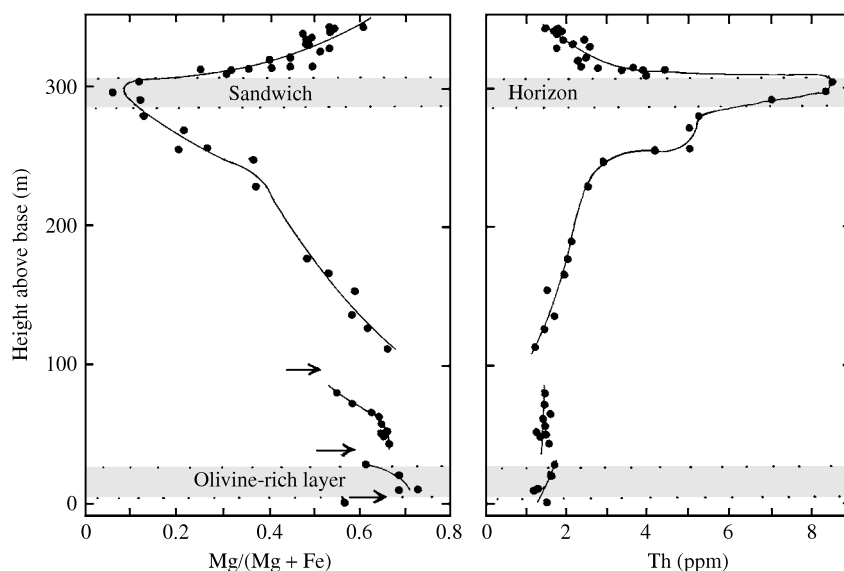 300
200
100
0
Height above base (m)
Sandwich
Olivine-rich layer
0
0.2
0.4
0.6
0.8
Mg/(Mg + Fe)
Horizon
0
2
4
6
8
Th (ppm)